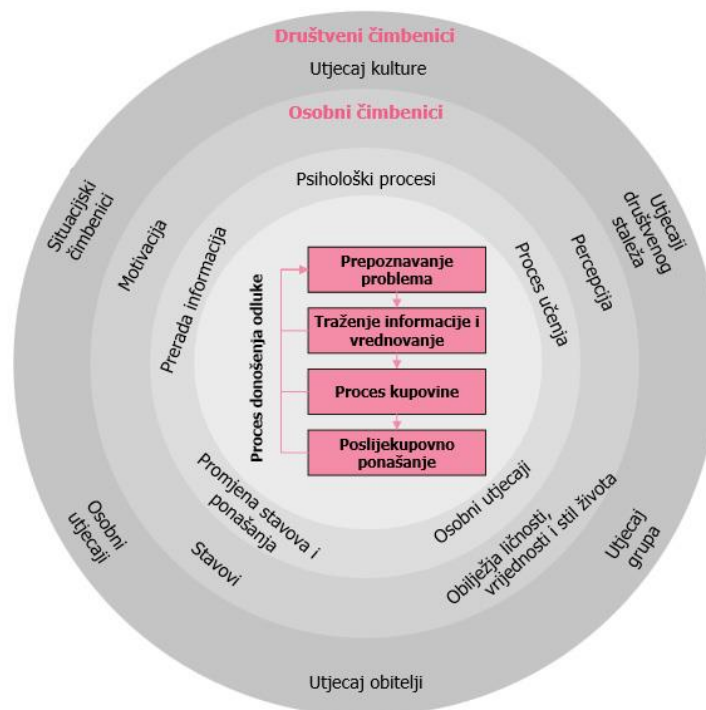 Društveni čimbenici
Utjecaj kulture
Osobni čimbenici
Psihološki procesi
Situacijski
čimbenici
Motivacija
Prerada informacija
Proces učenja
Percepcija
Utjecaji
društvenog
staleža
Proces donošenja odluke
Prepoznavanje
problema
Traženje informacije i
vrednovanje
Proces kupovine
Poslijekupovno
ponašanje
Promjena stavova i
ponašanja
Osobni utjecaji
Osobni
utjecaji
Stavovi
Obilježja ličnosti,
vrijednosti i stil života
Utjecaj
grupa
Utjecaj obitelji